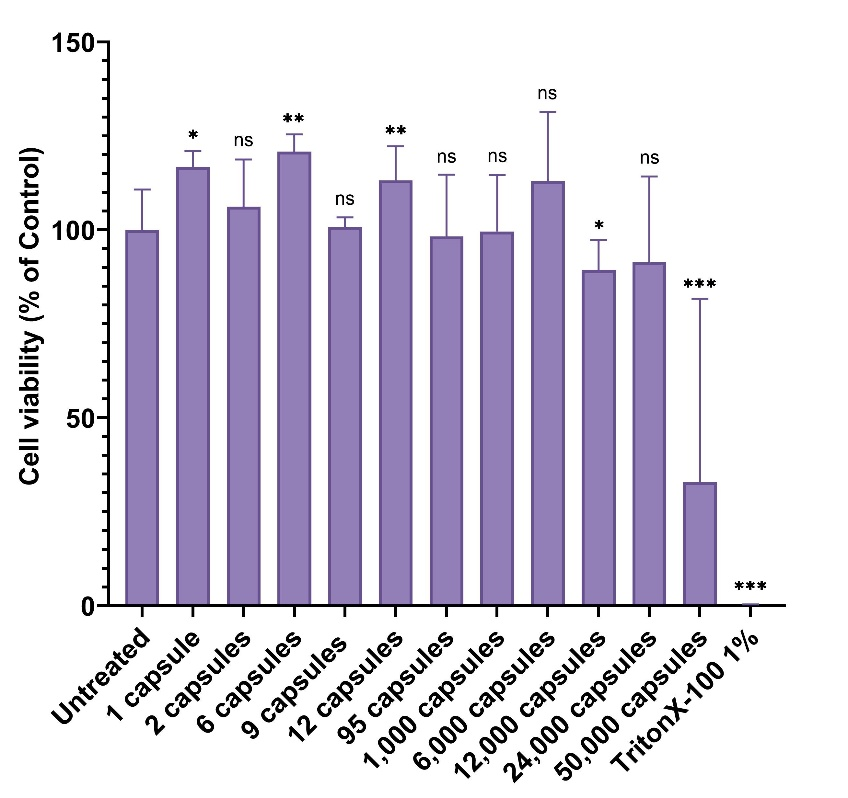 Cell viability (% of Control)
150
100
50
0
*
ns
**
ns
**
ns
ns
ns
*
ns
***
***
Untreated
1 capsule
2 capsules
6 capsules
9 capsules
12 capsules
95 capsules
1,000 capsules
6,000 capsules
12,000 capsules
24,000 capsules
50,000 capsules
TritonX-100 1%